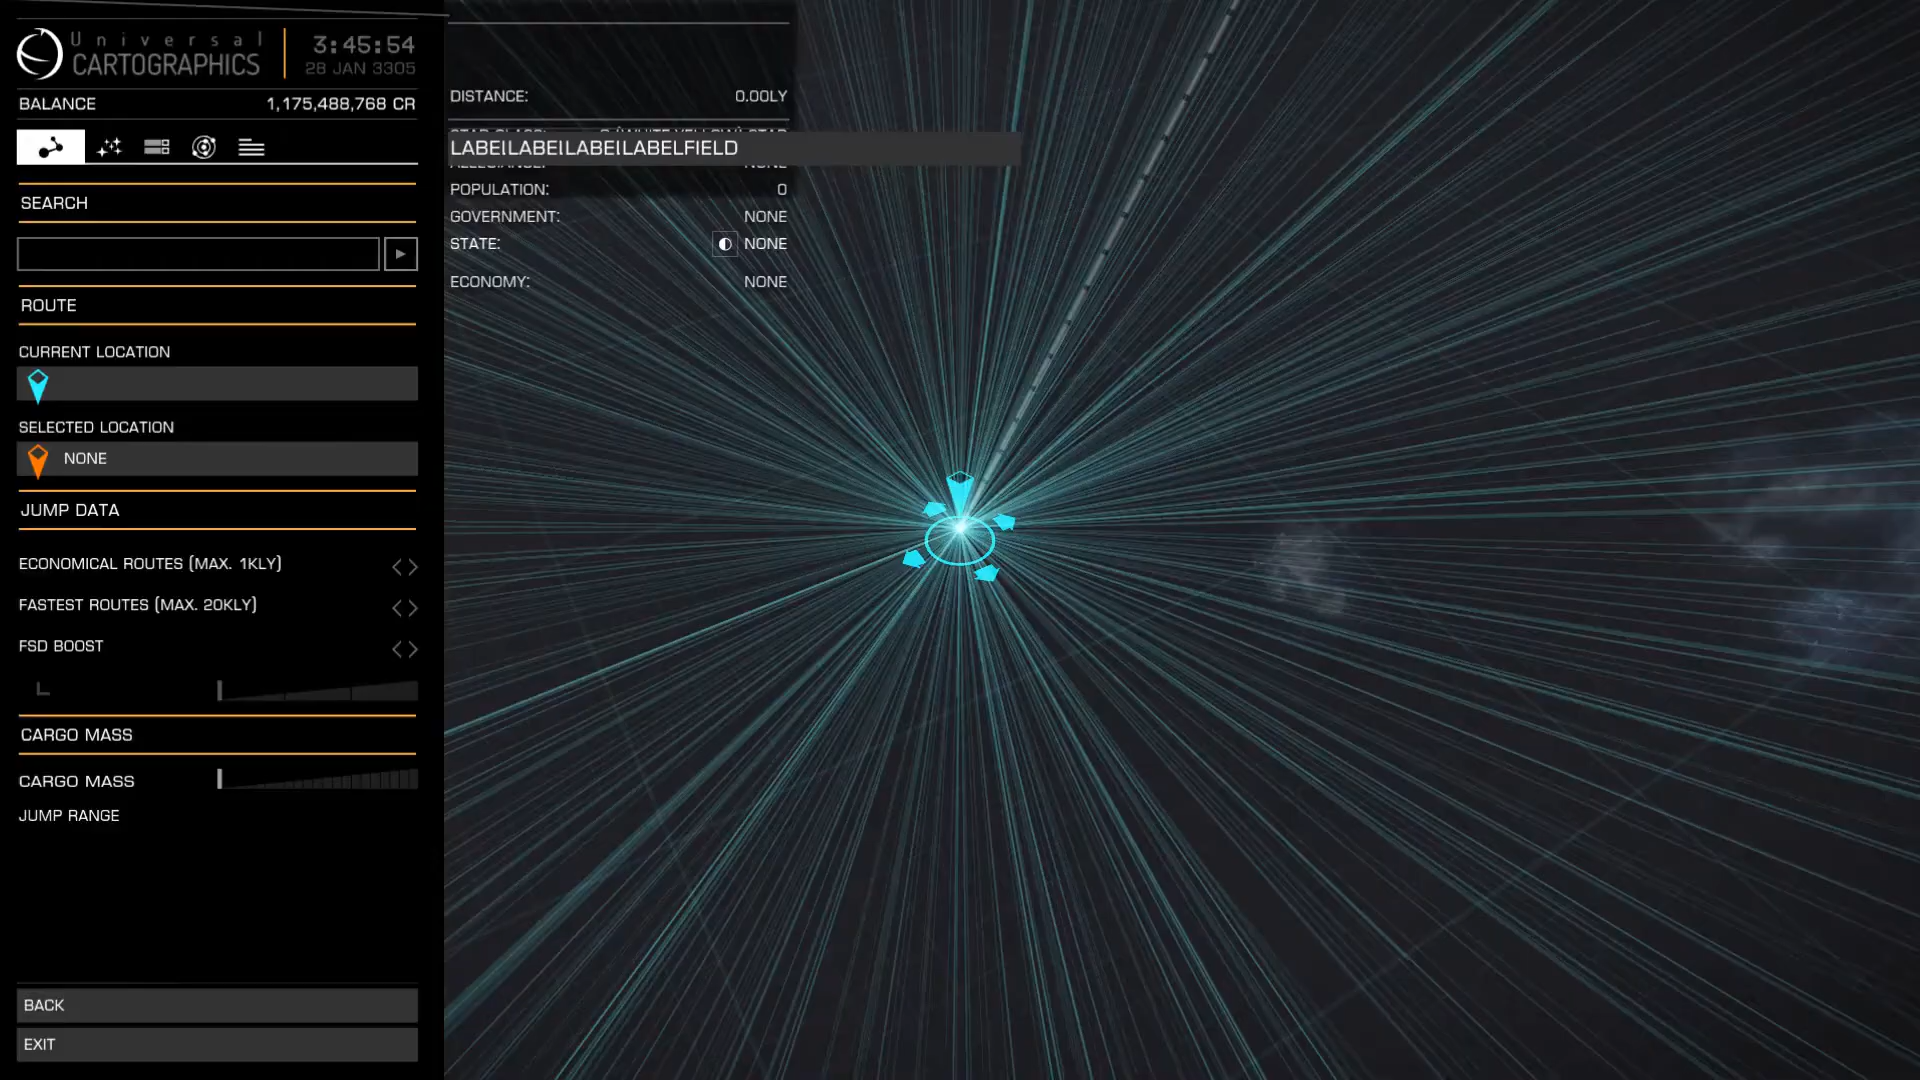 Universal
CARTOGRAPHICS
3:45:54
28 JAN 3305
BALANCE 1,175,488,768 CR
SEARCH
ROUTE
CURRENT LOCATION
SELECTED LOCATION
NONE
JUMP DATA
ECONOMICAL ROUTES (MAX. 1KLY)
FASTEST ROUTES (MAX. 20KLY)
FSD BOOST
CARGO MASS
CARGO MASS
JUMP RANGE
BACK
EXIT
DISTANCE: 0.00LY
LABElLABElLABElLABELFIELD
POPULATION: 0
GOVERNMENT: NONE
STATE: NONE
ECONOMY: NONE